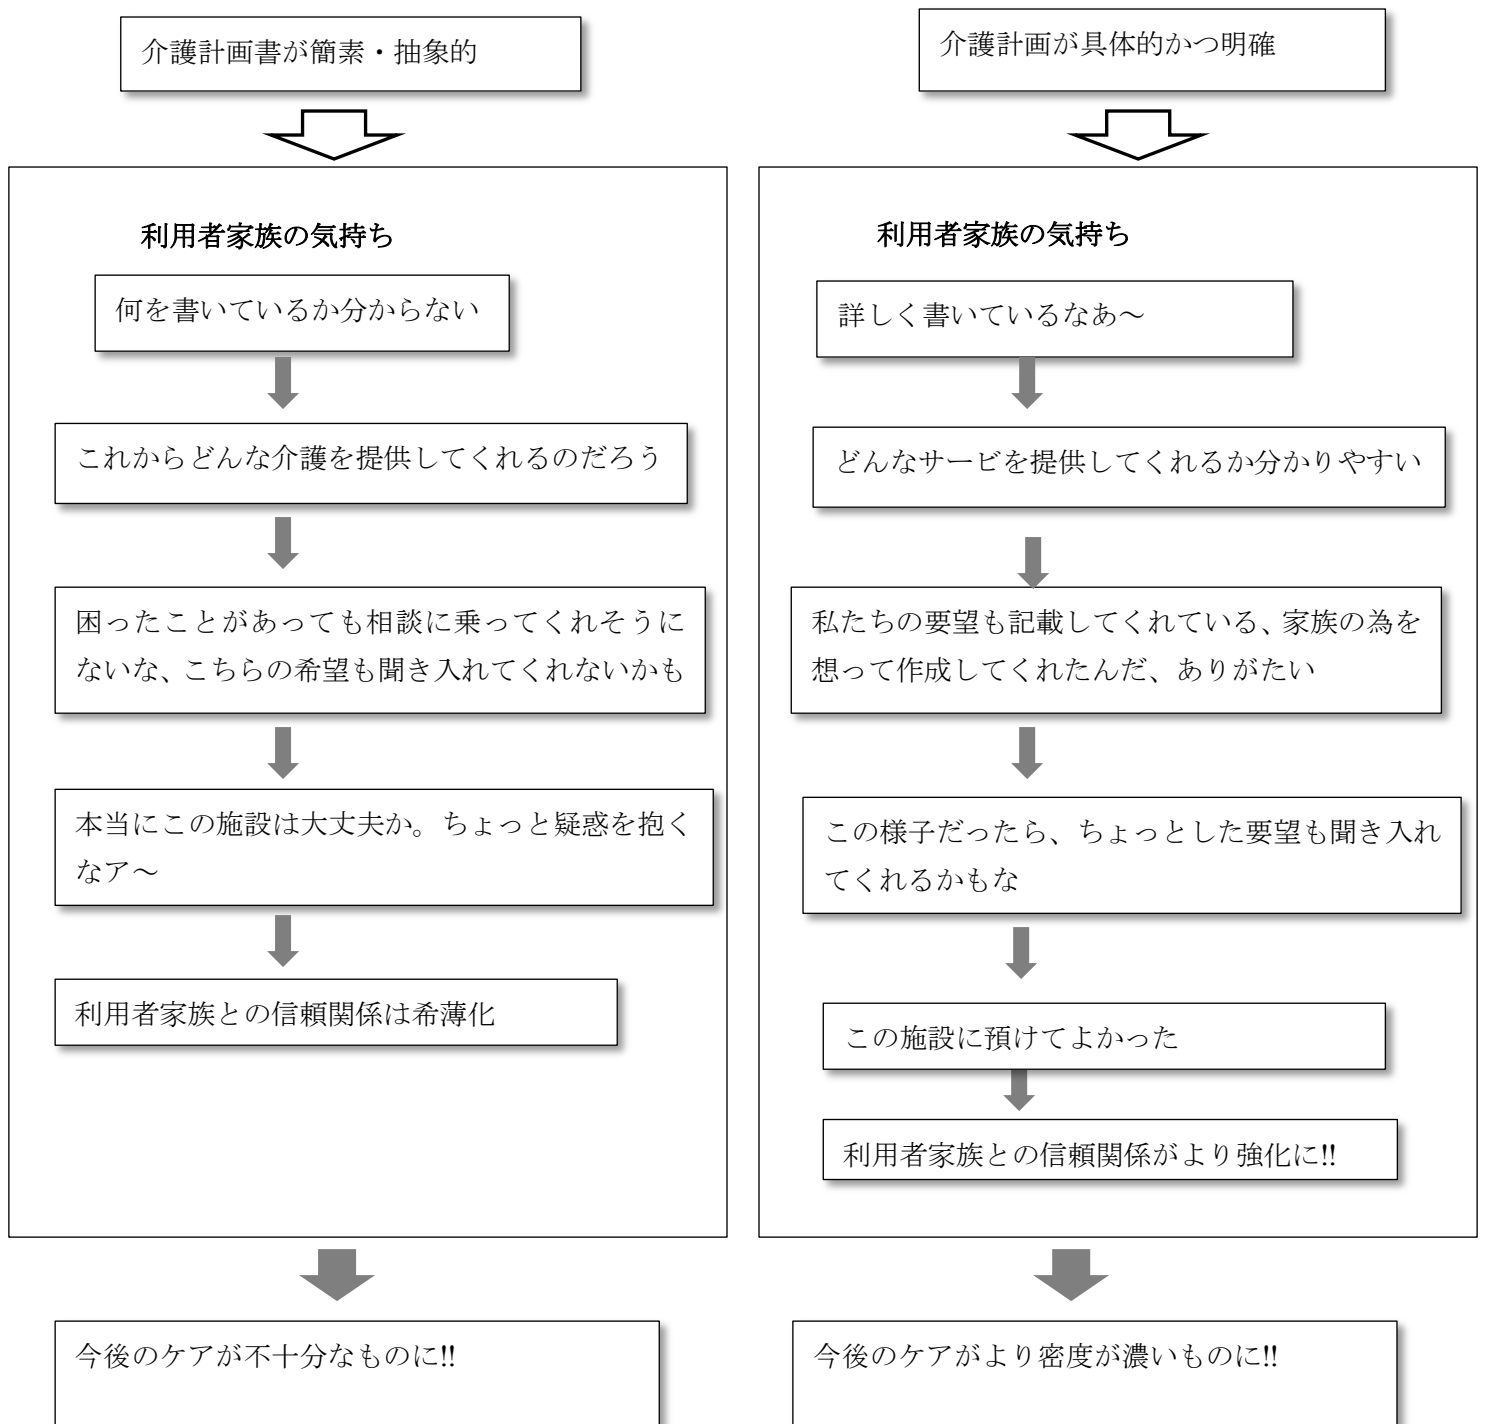 介護計画書が簡素・抽象的
利用者家族の気持ち
何を書いているか分からない
これからどんな介護を提供してくれるのだろう
困ったことがあっても相談に乗ってくれそうに
ないな、こちらの希望も聞き入れてくれないかも
本当にこの施設は大丈夫か。ちょっと疑惑を抱く
なア～
利用者家族との信頼関係は希薄化
今後のケアが不十分なものに!!
介護計画が具体的かつ明確
利用者家族の気持ち
詳しく書いているなあ～
どんなサービを提供してくれるか分かりやすい
私たちの要望も記載してくれている、家族の為を
想って作成してくれたんだ、ありがたい
この様子だったら、ちょっとした要望も聞き入れ
てくれるかもな
この施設に預けてよかった
利用者家族との信頼関係がより強化に!!
今後のケアがより密度が濃いものに!!